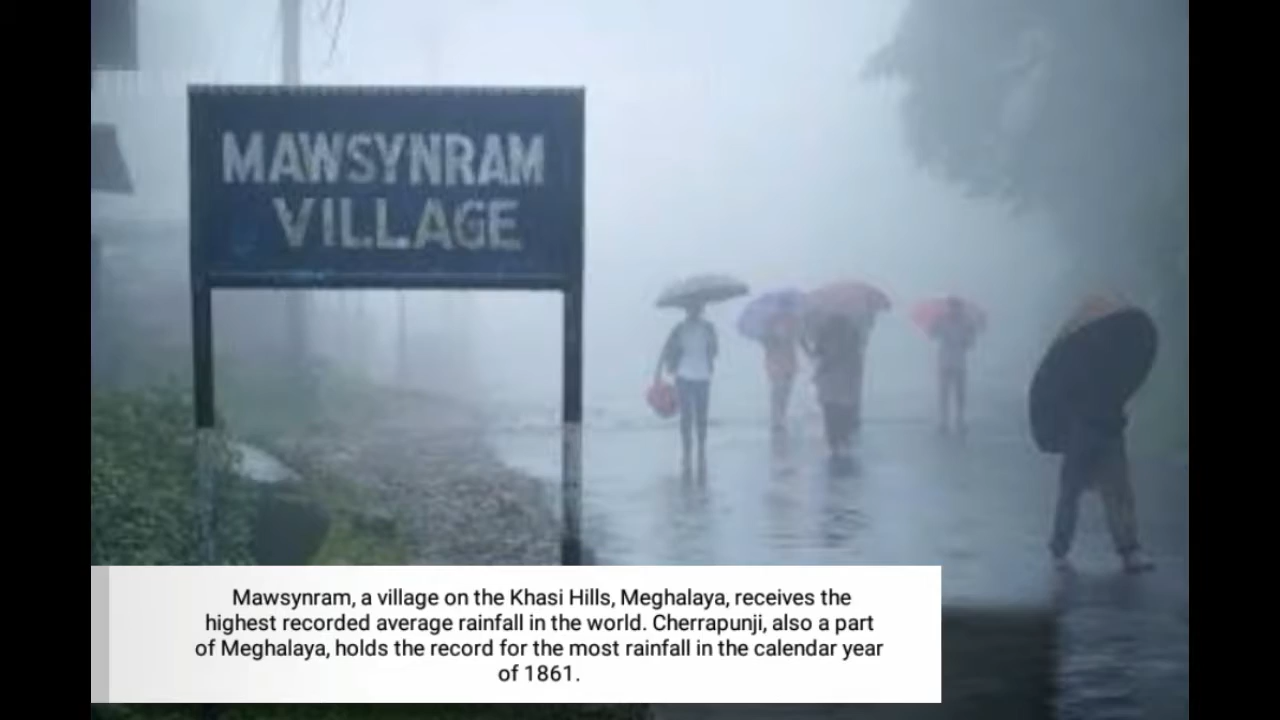 MAWSYNRAM
VILLAGE
Mawsynram, a village on the Khasi Hills, Meghalaya, receives the
highest recorded average rainfall in the world. Cherrapunji, also a part
of Meghalaya, holds the record for the most rainfall in the calendar year
of 1861.